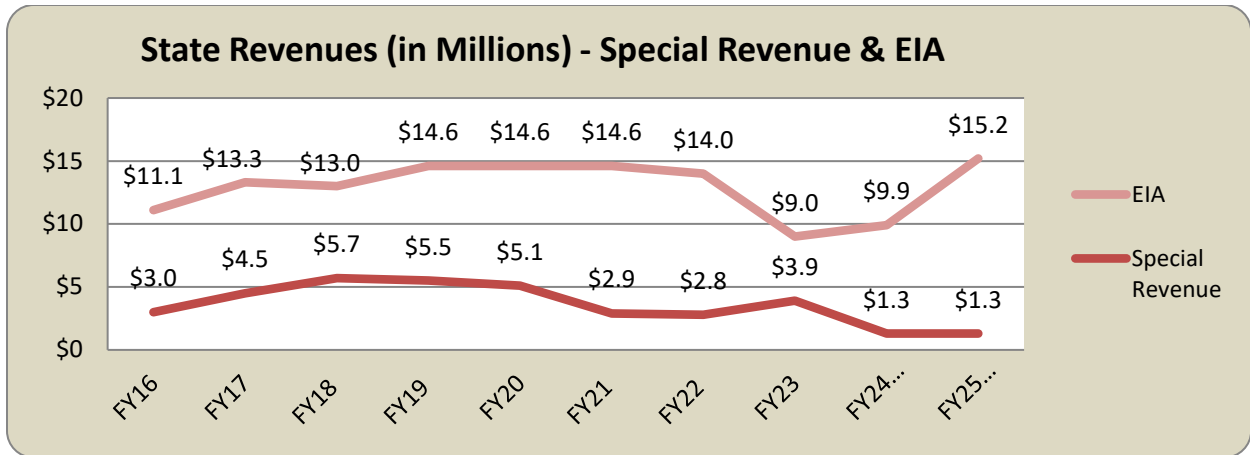 State Revenues (in Millions) - Special Revenue & EIA
$20
$15
$10
$5
$0
$11.1
$13.3
$13.0
$14.6
$14.6
$14.6
$14.0
$9.0
$9.9
$15.2
$3.0
$4.5
$5.7
$5.5
$5.1
$2.9
$2.8
$3.9
$1.3
$1.3
FY16
FY17
FY18
FY19
FY20
FY21
FY22
FY23
FY24...
FY25...
EIA
Special
Revenue